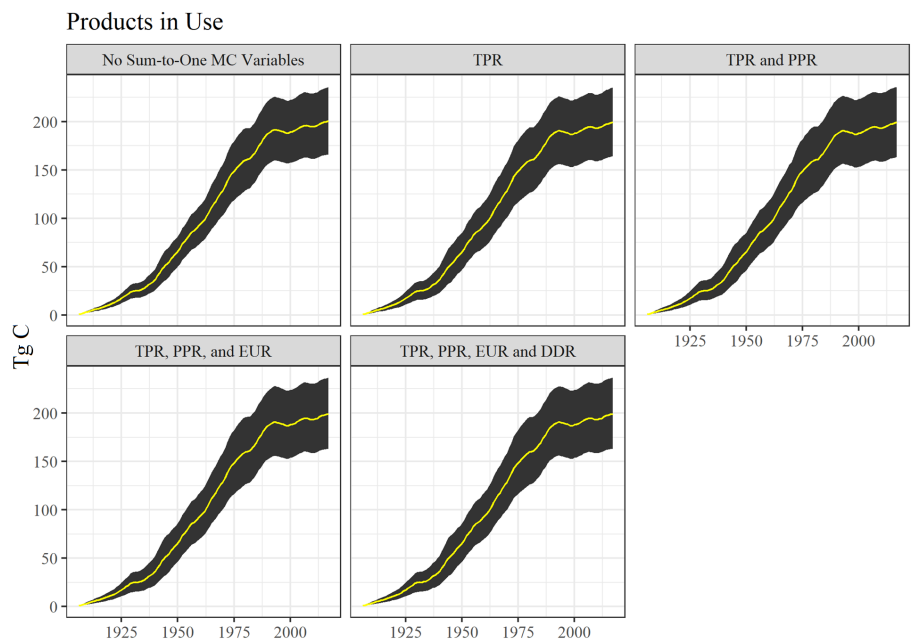 Products in Use
No Sum-to-One MC Variables
TPR
TPR and PPR
200
150
100
50
0
1925 1950 1975 2000
Tg C
TPR, PPR, and EUR
TPR, PPR, EUR and DDR
200
150
100
50
0
1925 1950 1975 2000
1925 1950 1975 2000